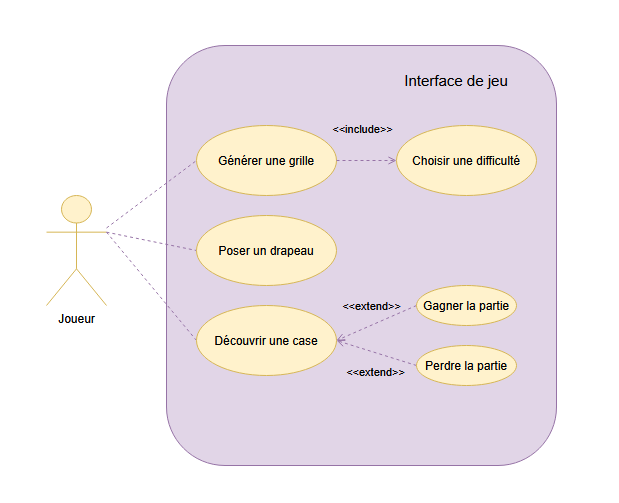 Interface de jeu
<<include>>
Générer une grille
Choisir une difficulté
Poser un drapeau
Joueur
<<extend>>
Gagner la partie
Découvrir une case
Perdre la partie
<<extend>>